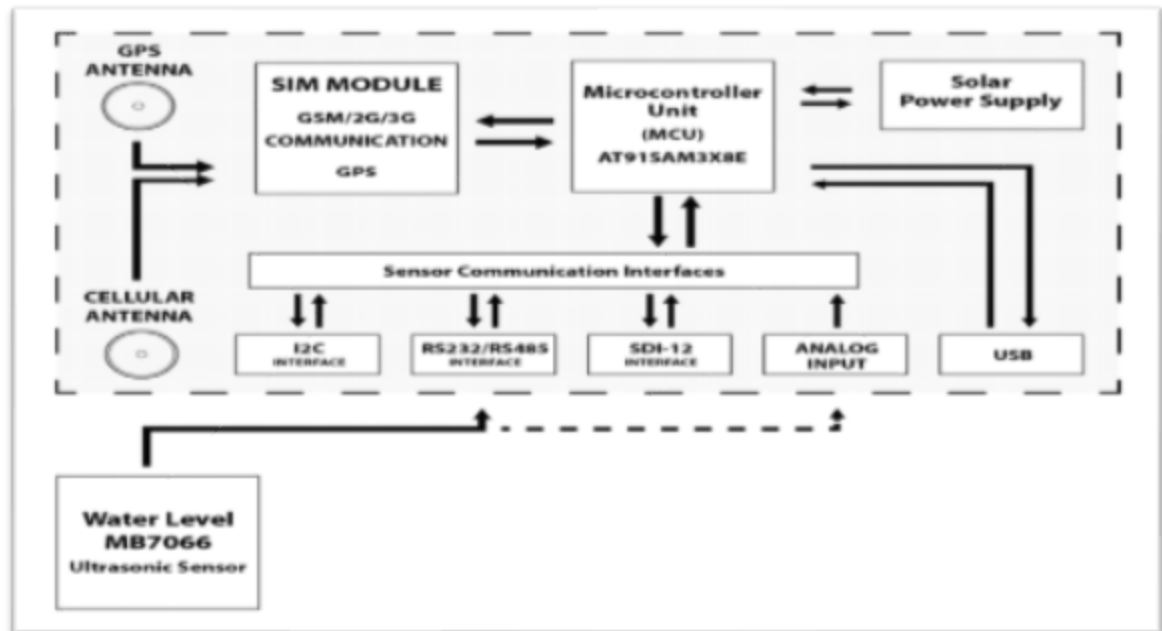 GPS
ANTENNA
SIM MODULE
GSM/2G/3G
COMMUNICATION
GPS
Microcontroller
Unit
(MCU)
AT91SAM3X8E
Solar
Power Supply
Sensor Communication Interfaces
CELLULAR
ANTENNA
I2C
INTERFACE
RS232/RS485
INTERFACE
SDI-12
INTERFACE
ANALOG
INPUT
USB
Water Level
MB7066
Ultrasonic Sensor